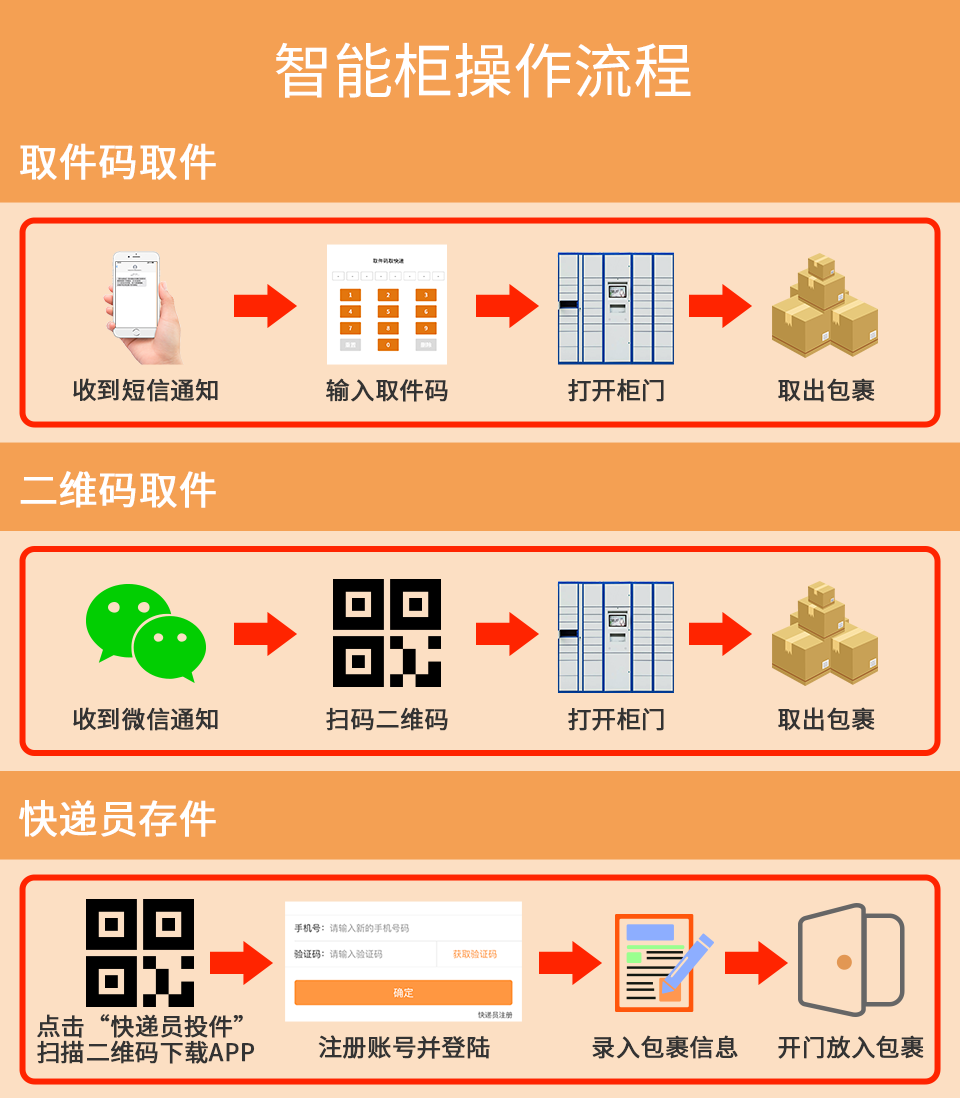 智能柜操作流程
取件码取件
取件码取快递
1 2 3
4 5 6
7 8 9
0
收到短信通知
输入取件码
打开柜门
取出包裹
二维码取件
收到微信通知
扫码二维码
打开柜门
取出包裹
快递员存件
点击“快递员投件”
扫描二维码下载APP
手机号：请输入新的手机号码
验证码：请输入验证码 获取验证码
确定
快递员注册
注册账号并登陆
录入包裹信息
开门放入包裹